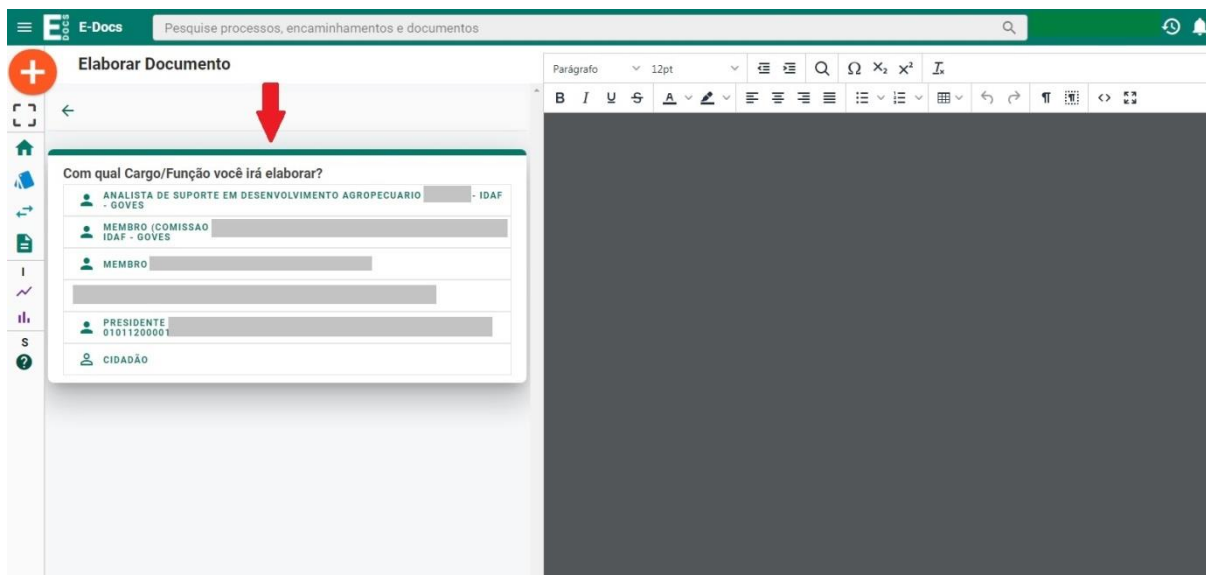 E-Docs
Pesquise processos, encaminhamentos e documentos
Elaborar Documento
Parágrafo 12pt
Com qual Cargo/Função você irá elaborar?
ANALISTA DE SUPORTE EM DESENVOLVIMENTO AGROPECUARIO - IDAF
- GOVES
MEMBRO (COMISSAO
IDAF - GOVES
MEMBRO
PRESIDENTE
01011200001
CIDADÃO
I
S